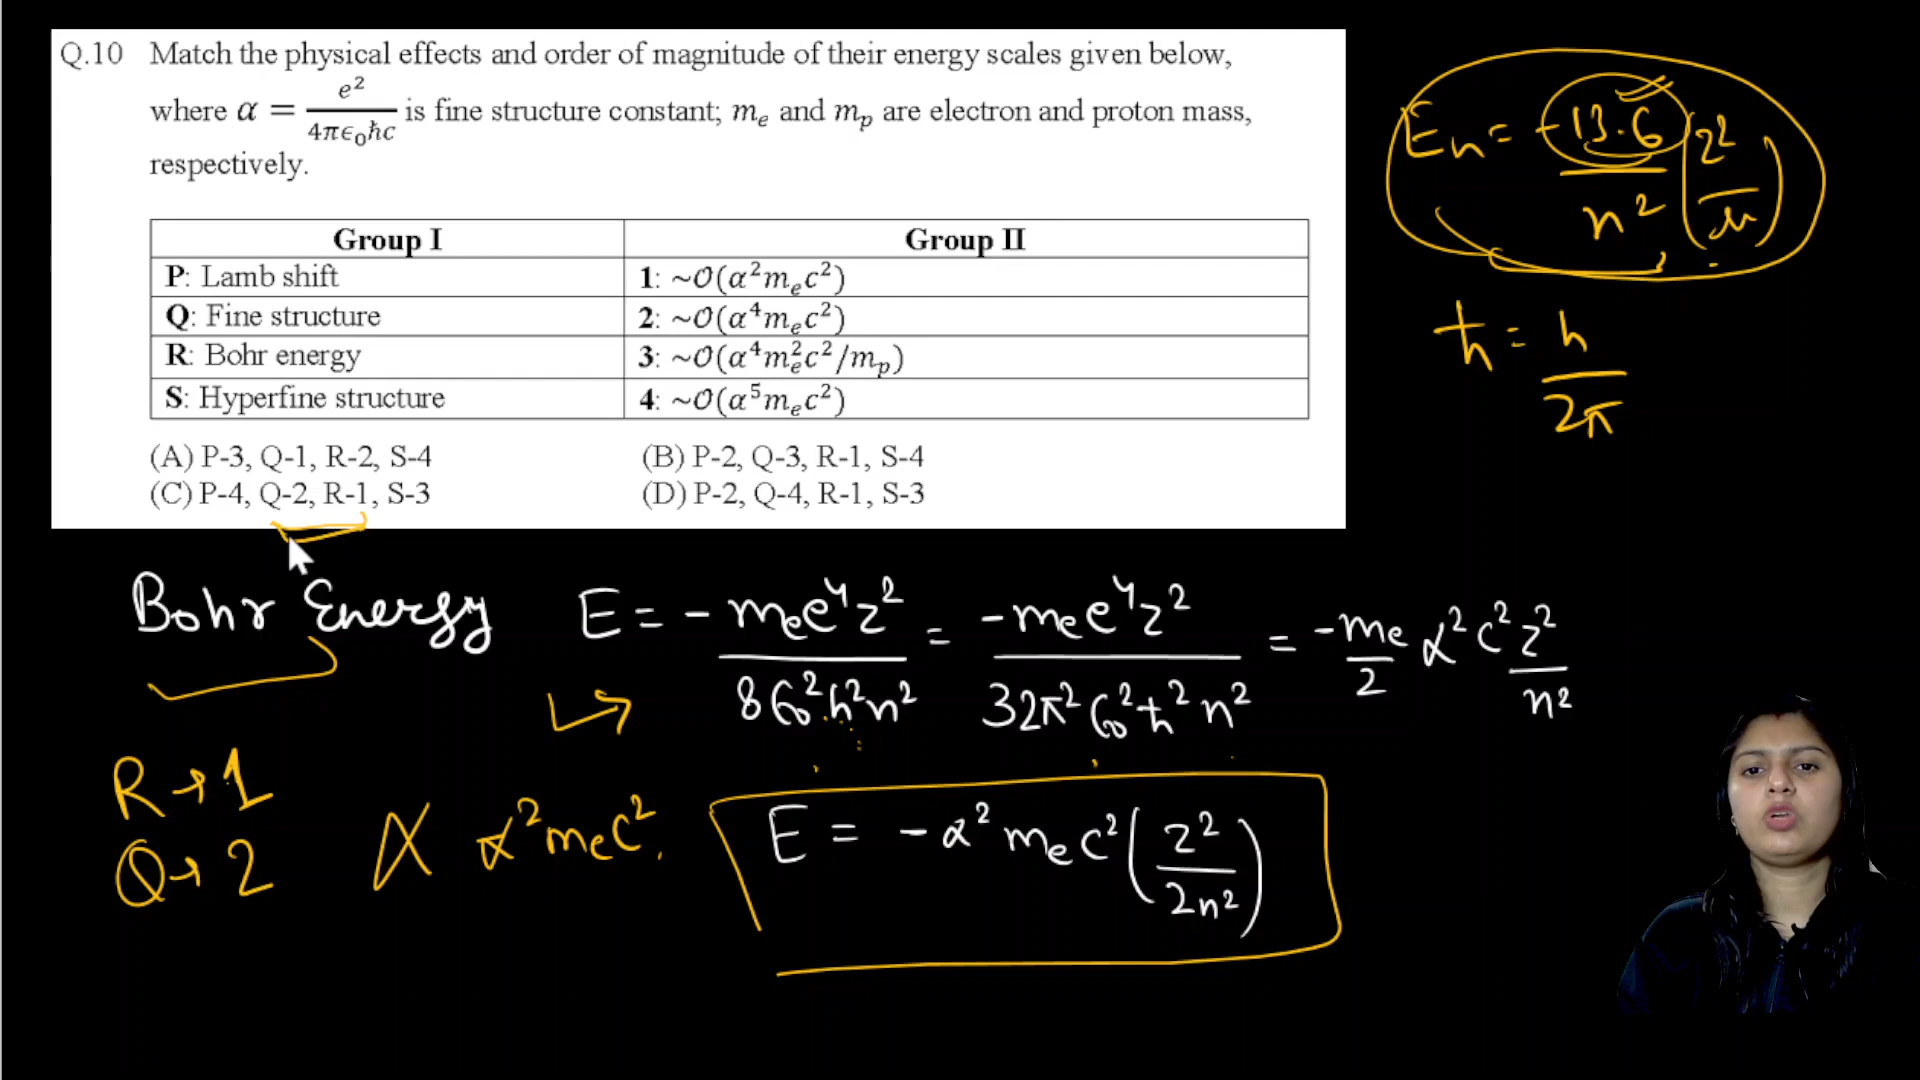 Q.10 Match the physical effects and order of magnitude of their energy scales given below,
where α = e²/4πϵ₀ħc is fine structure constant; mₑ and mₚ are electron and proton mass,
respectively.
Group I Group II
P: Lamb shift 1: ~𝒪(α²mₑc²)
Q: Fine structure 2: ~𝒪(α⁴mₑc²)
R: Bohr energy 3: ~𝒪(α⁴mₑ²c²/mₚ)
S: Hyperfine structure 4: ~𝒪(α⁵mₑc²)
(A) P-3, Q-1, R-2, S-4 (B) P-2, Q-3, R-1, S-4
(C) P-4, Q-2, R-1, S-3 (D) P-2, Q-4, R-1, S-3
Eₙ = -13.6/n² (z²/μ)
ħ = h/2π
Bohr Energy E = - mₑe⁴z²/8ϵ₀²h²n² = -mₑe⁴z²/32π²ϵ₀²ħ²n² = -mₑ/2 α²c² z²/n²
R→1
Q→2
α α²mₑc².
E = -α² mₑc² (z²/2n²)